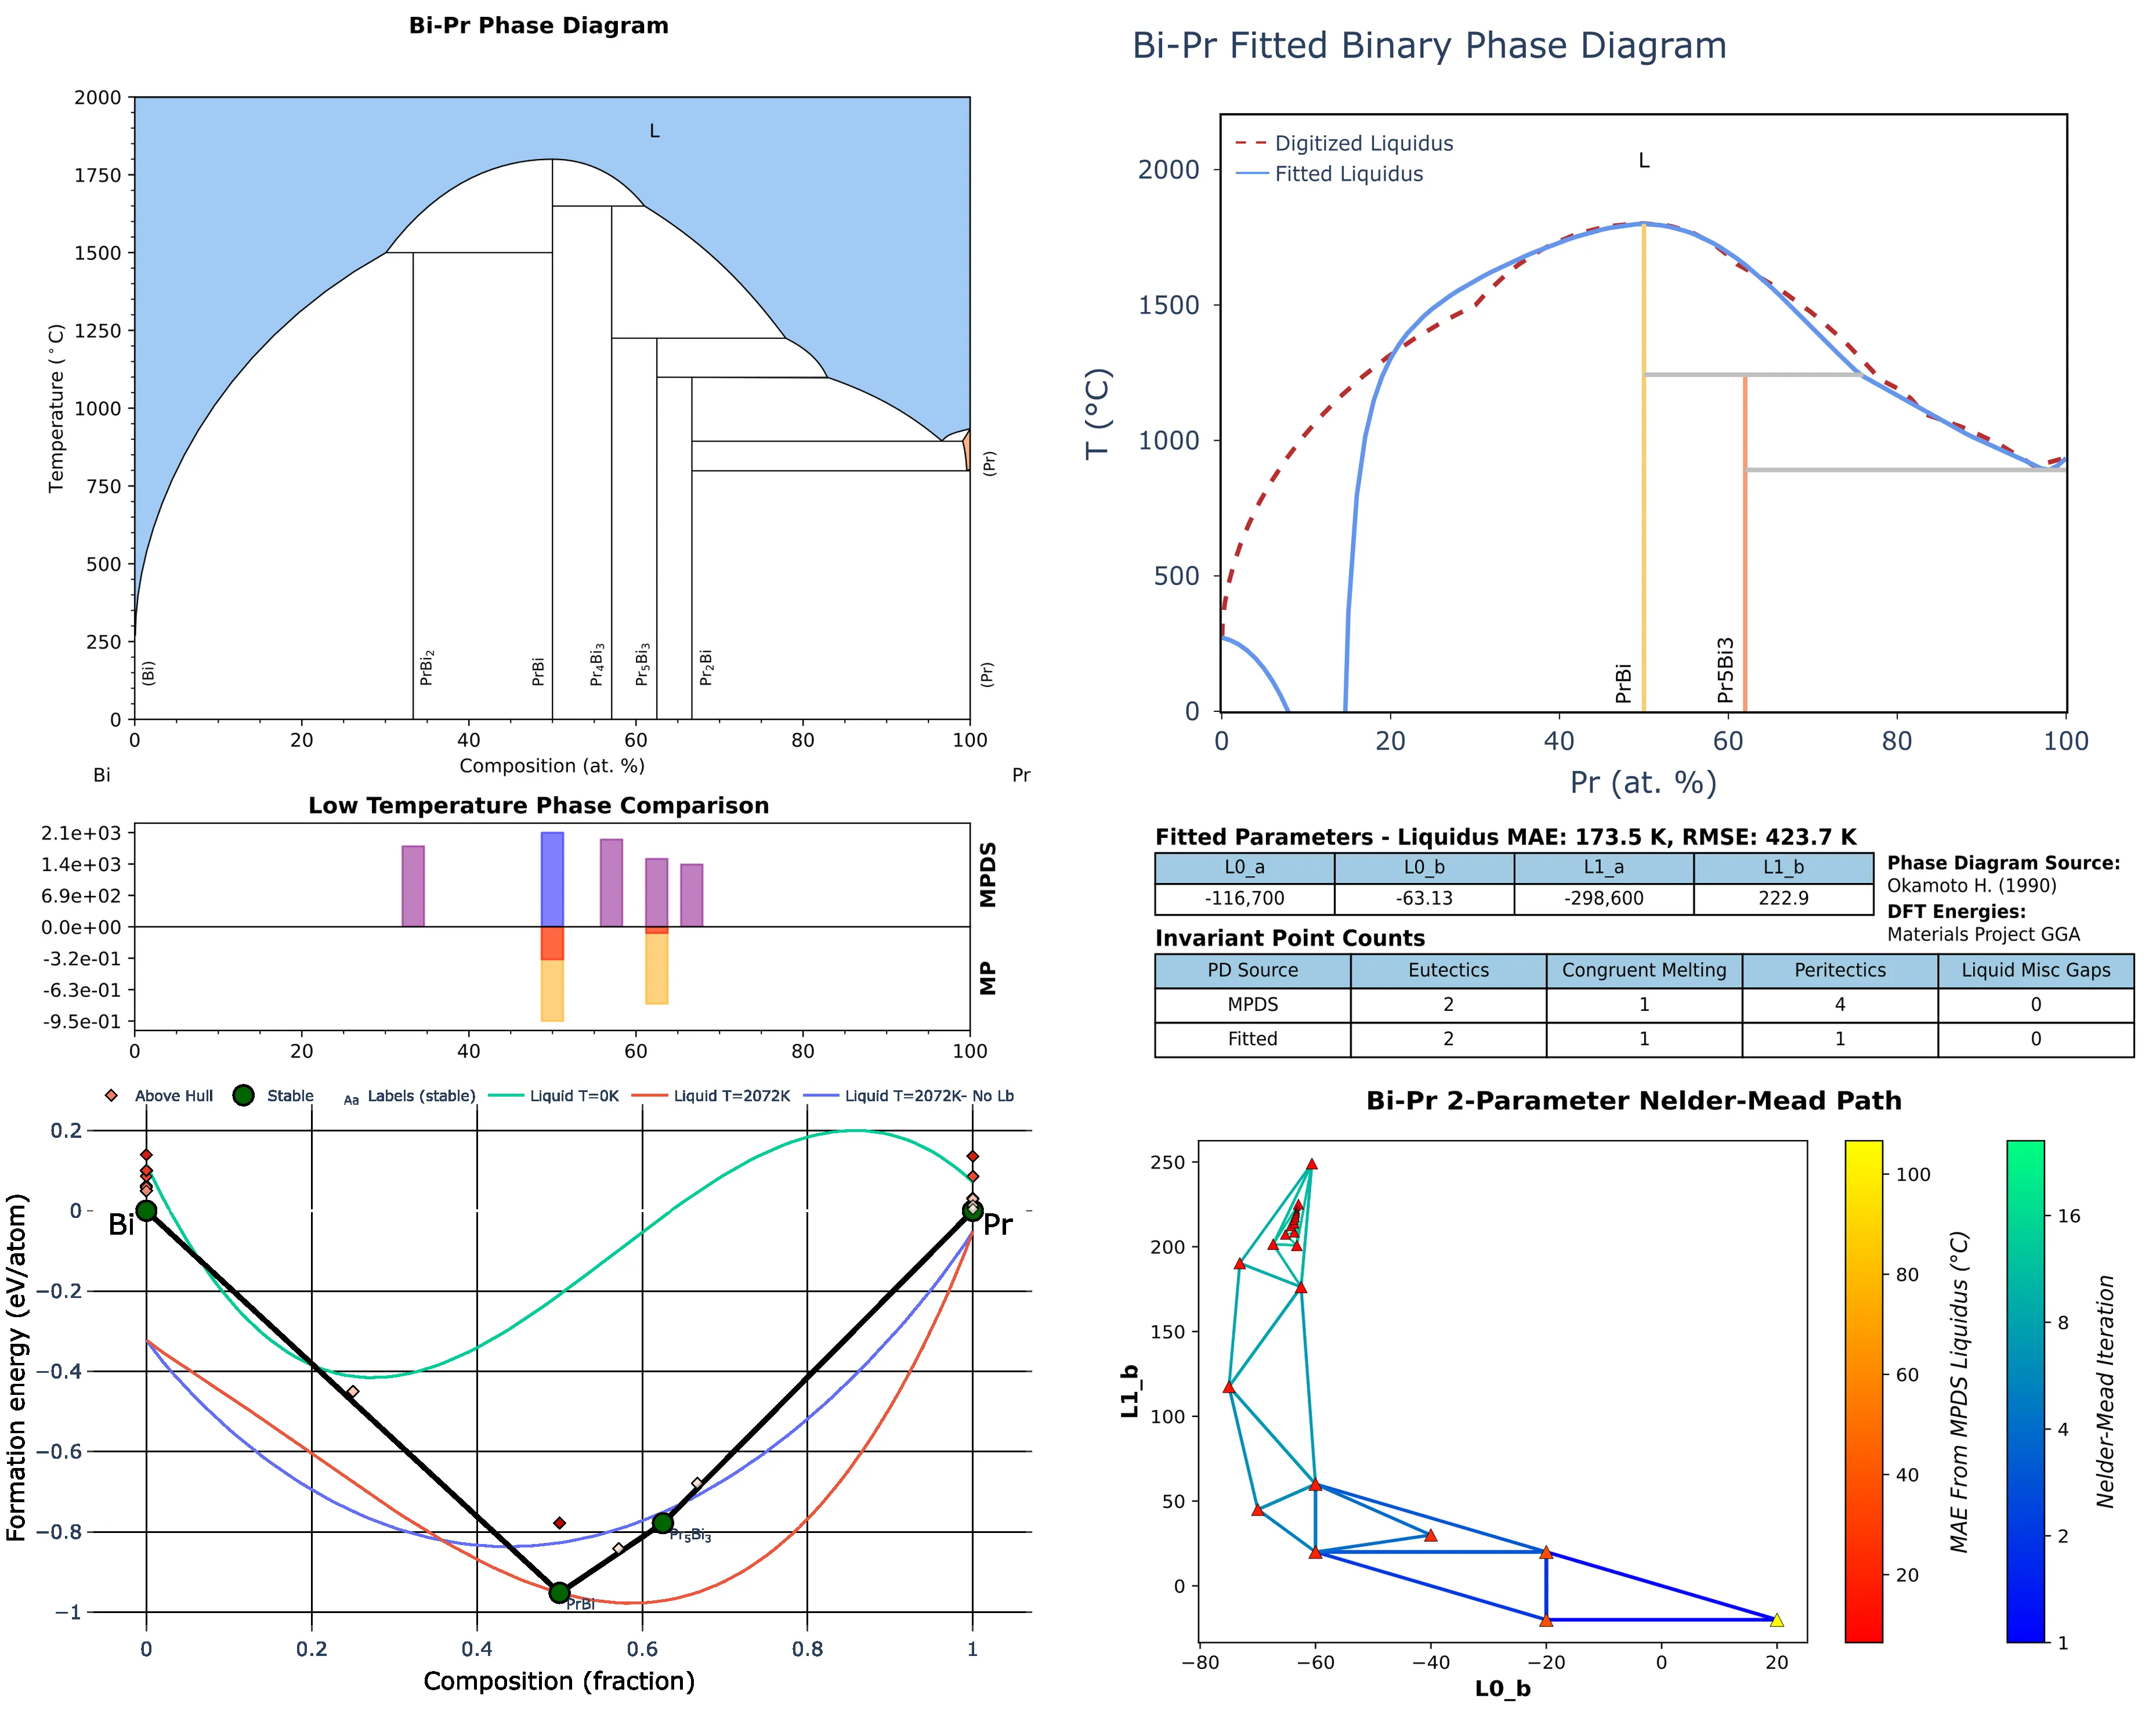 Bi-Pr Phase Diagram
Temperature (°C)
2000
1750
1500
1250
1000
750
500
250
0
L
(Bi)
PrBi2
PrBi
Pr4Bi3
Pr5Bi3
Pr2Bi
(Pr)
(Pr)
0 20 40 60 80 100
Composition (at. %)
Bi Pr
Bi-Pr Fitted Binary Phase Diagram
Digitized Liquidus
Fitted Liquidus
L
T (°C)
2000
1500
1000
500
0
PrBi
Pr5Bi3
0 20 40 60 80 100
Pr (at. %)
Low Temperature Phase Comparison
2.1e+03
1.4e+03
6.9e+02
0.0e+00
-3.2e-01
-6.3e-01
-9.5e-01
MPDS
MP
0 20 40 60 80 100
Fitted Parameters - Liquidus MAE: 173.5 K, RMSE: 423.7 K
L0_a L0_b L1_a L1_b
-116,700 -63.13 -298,600 222.9
Phase Diagram Source:
Okamoto H. (1990)
DFT Energies:
Materials Project GGA
Invariant Point Counts
PD Source Eutectics Congruent Melting Peritectics Liquid Misc Gaps
MPDS 2 1 4 0
Fitted 2 1 1 0
Above Hull Stable Aa Labels (stable) Liquid T=0K Liquid T=2072K Liquid T=2072K- No Lb
Formation energy (eV/atom)
0.2
0
−0.2
−0.4
−0.6
−0.8
−1
Bi
Pr
Pr5Bi3
PrBi
0 0.2 0.4 0.6 0.8 1
Composition (fraction)
Bi-Pr 2-Parameter Nelder-Mead Path
L1_b
250
200
150
100
50
0
−80 −60 −40 −20 0 20
L0_b
100
80
60
40
20
MAE From MPDS Liquidus (°C)
16
8
4
2
1
Nelder-Mead Iteration